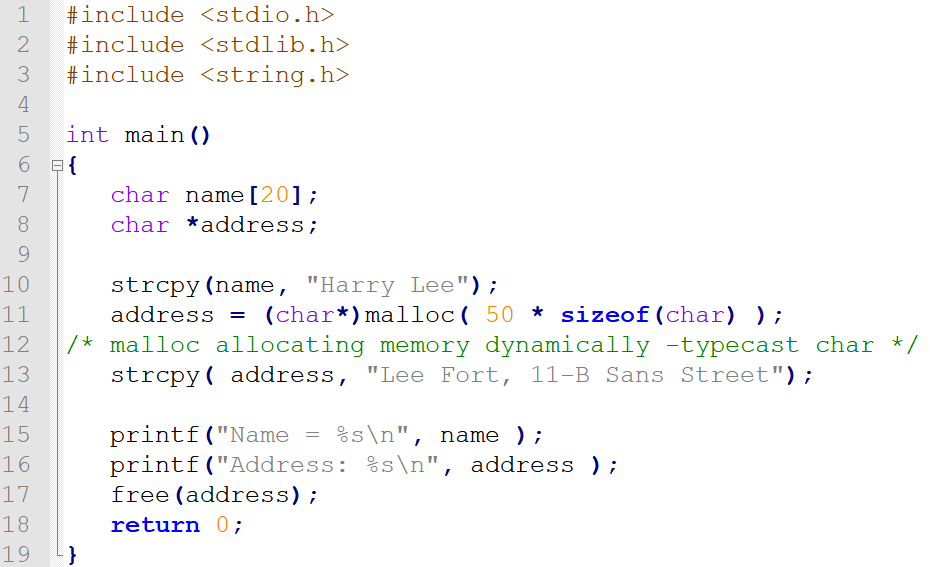 1 #include <stdio.h>
2 #include <stdlib.h>
3 #include <string.h>
4
5 int main()
6 {
7 char name[20];
8 char *address;
9
10 strcpy(name, "Harry Lee");
11 address = (char*)malloc( 50 * sizeof(char) );
12 /* malloc allocating memory dynamically -typecast char */
13 strcpy( address, "Lee Fort, 11-B Sans Street");
14
15 printf("Name = %s\n", name );
16 printf("Address: %s\n", address );
17 free(address);
18 return 0;
19 }